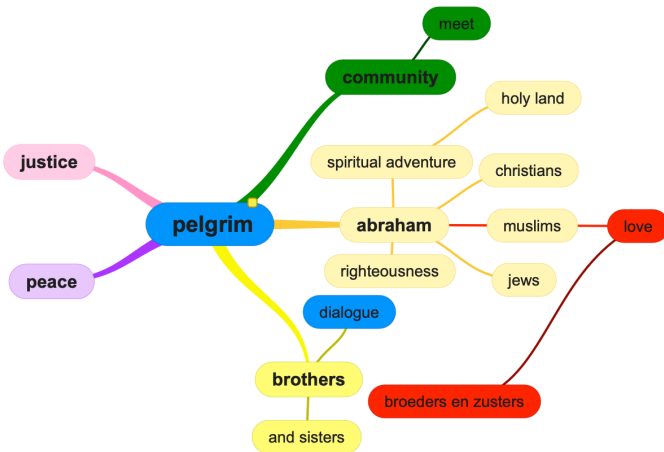 meet
community
holy land
justice
spiritual adventure
christians
pelgrim
abraham
muslims
love
peace
righteousness
jews
dialogue
brothers
broeders en zusters
and sisters